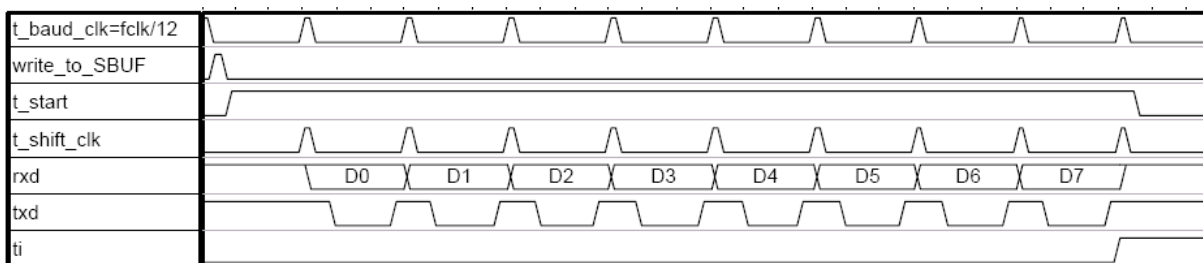 t_baud_clk=fclk/12
write_to_SBUF
t_start
t_shift_clk
rxd D0 D1 D2 D3 D4 D5 D6 D7
txd
ti